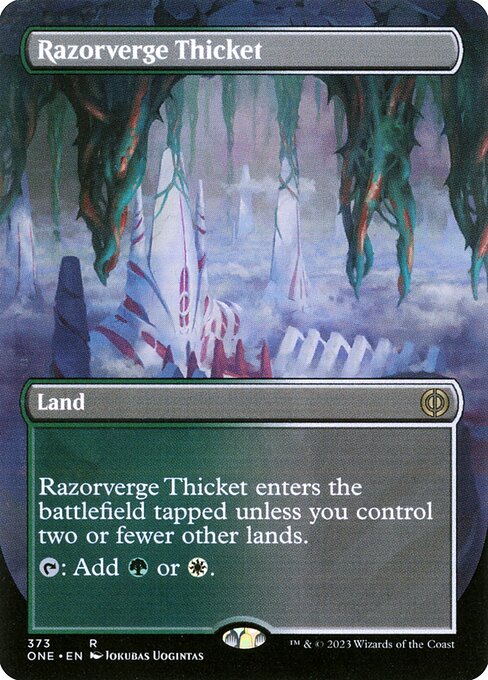 Razorverge Thicket
Land
Razorverge Thicket enters the
battlefield tapped unless you control
two or fewer other lands.
: Add or .
373 R
ONE • EN Jokubas Uogintas
™ & © 2023 Wizards of the Coast